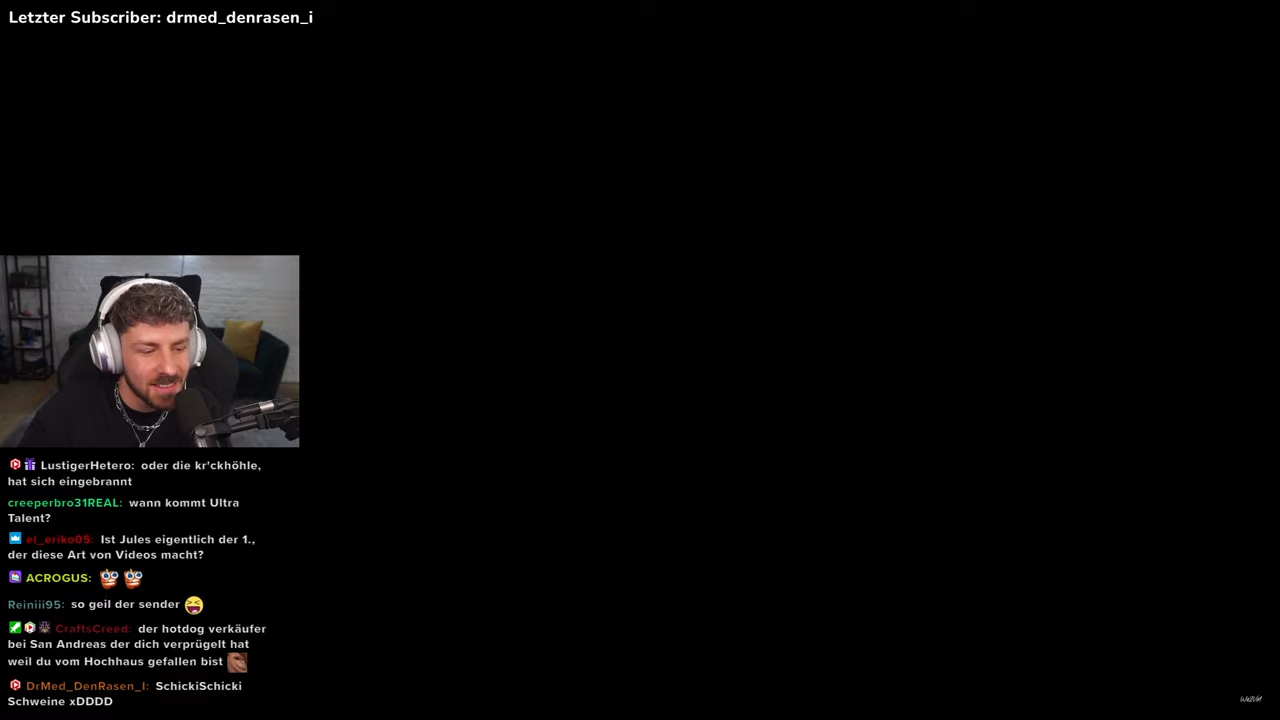 Letzter Subscriber: drmed_denrasen_i
LustigerHetero: oder die kr'ckhöhle,
hat sich eingebrannt
creeperbro31REAL: wann kommt Ultra
Talent?
el_eriko05: Ist Jules eigentlich der 1.,
der diese Art von Videos macht?
ACROGUS:
Reiniii95: so geil der sender
CraftsCreed: der hotdog verkäufer
bei San Andreas der dich verprügelt hat
weil du vom Hochhaus gefallen bist
DrMed_DenRasen_I: SchickiSchicki
Schweine xDDDD